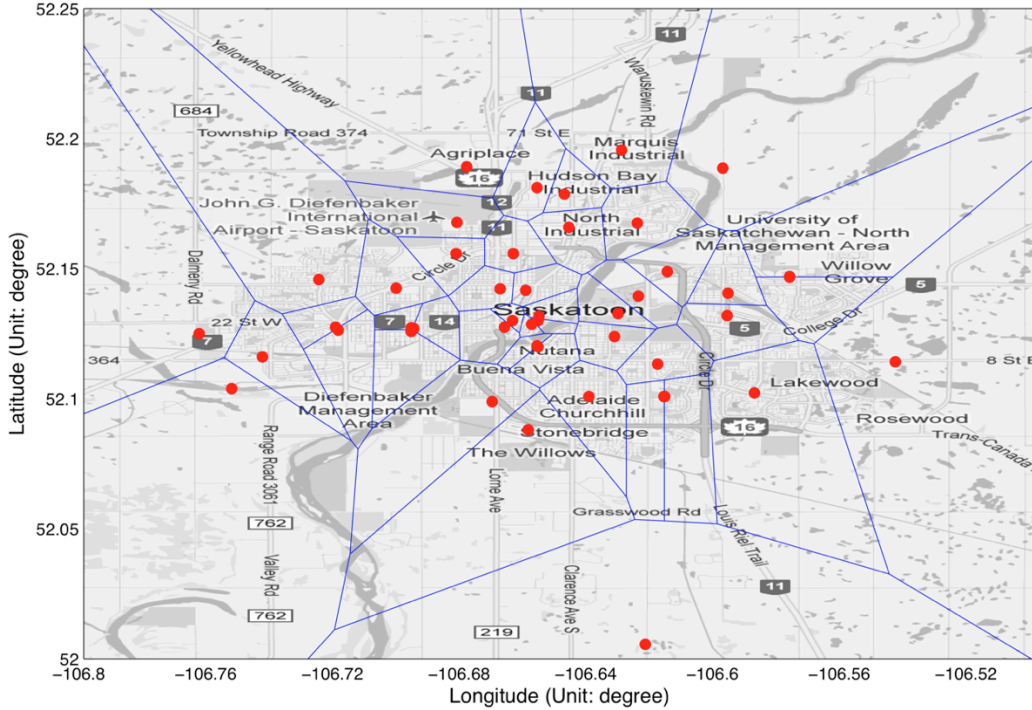 52.25
11
Yellowhead Highway
Wanuskewin Rd
11
684
52.2
Township Road 374
71 St E
Marquis
Industrial
Agriplace
16
Hudson Bay
Industrial
12
John G. Diefenbaker
International
Airport - Saskatoon
11
North
Industrial
University of
Saskatchewan - North
Management Area
52.15
Circle Dr
Dalmeny Rd
Willow
Grove
5
Saskatoon
22 St W
7
14
7
5
College Dr
364
Nutana
Buena Vista
Circle Dr
8 St E
Lakewood
52.1
Diefenbaker
Management
Area
Adelaide
Churchhill
Rosewood
Stonebridge
16
Trans-Canada
The Willows
Range Road 3061
Lorne Ave
Grasswood Rd
Louis Riel Trail
52.05
762
Valley Rd
Clarence Ave S
11
762
219
52
−106.8
−106.76
−106.72
−106.68
−106.64
−106.6
−106.56
−106.52
Longitude (Unit: degree)
Latitude (Unit: degree)